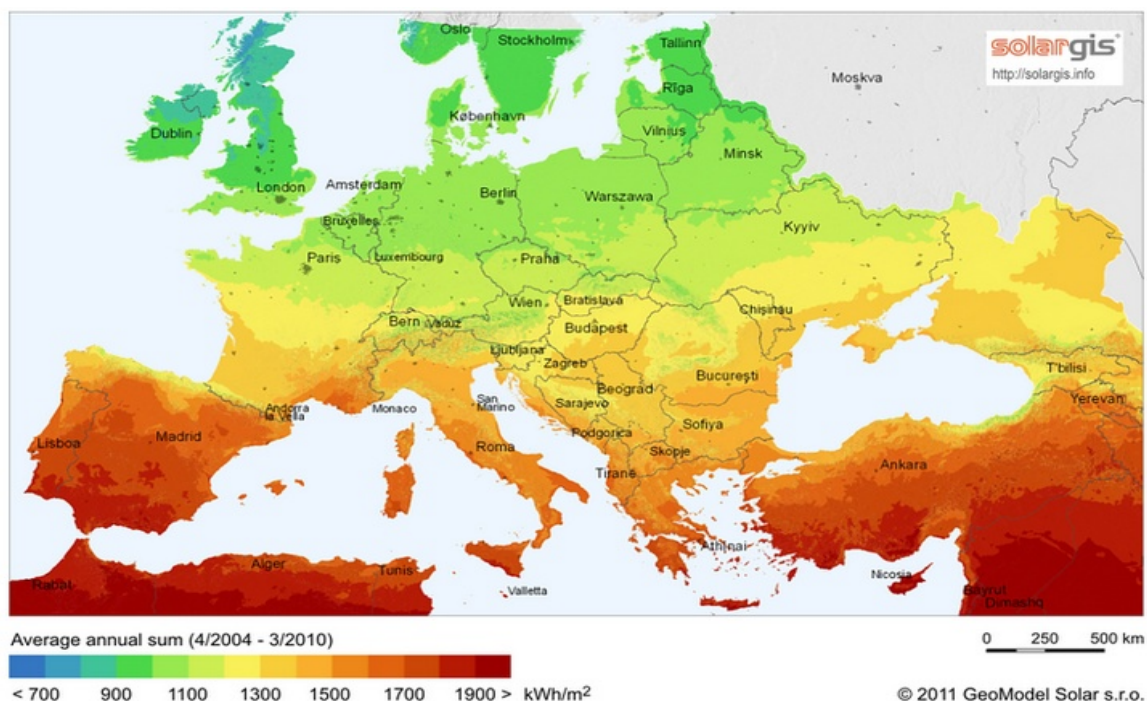 Oslo
Stockholm
Tallinn
solargis®
http://solargis.info
Moskva
Rīga
København
Dublin
Vilnius
Minsk
London
Amsterdam
Berlin
Warszawa
Bruxelles
Kyyiv
Paris
Luxembourg
Praha
Wien
Bratislava
Chişinău
Bern
Vaduz
Budapest
Ljubljana
Zagreb
T'bilisi
Beograd
Bucureşti
Yerevan
Andorra
la Vella
Monaco
San
Marino
Sarajevo
Lisboa
Madrid
Roma
Podgorica
Sofiya
Skopje
Tiranë
Ankara
Athinai
Alger
Tunis
Nicosia
Rabat
Valletta
Bayrut
Dimashq
Average annual sum (4/2004 - 3/2010)
0 250 500 km
< 700 900 1100 1300 1500 1700 1900 > kWh/m²
© 2011 GeoModel Solar s.r.o.